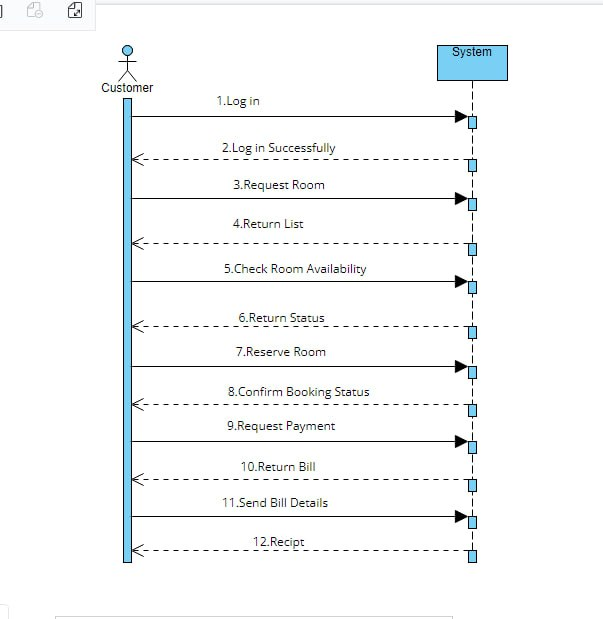 System
Customer
1.Log in
2.Log in Successfully
3.Request Room
4.Return List
5.Check Room Availability
6.Return Status
7.Reserve Room
8.Confirm Booking Status
9.Request Payment
10.Return Bill
11.Send Bill Details
12.Recipt